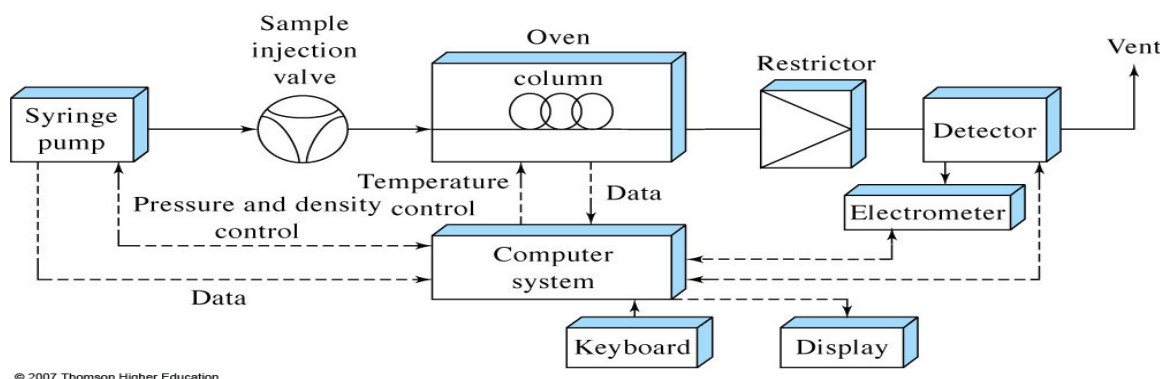 Sample
injection
valve
Oven
column
Restrictor
Vent
Syringe
pump
Detector
Temperature
control
Data
Pressure and density
control
Electrometer
Computer
system
Data
Keyboard
Display
© 2007 Thomson Higher Education